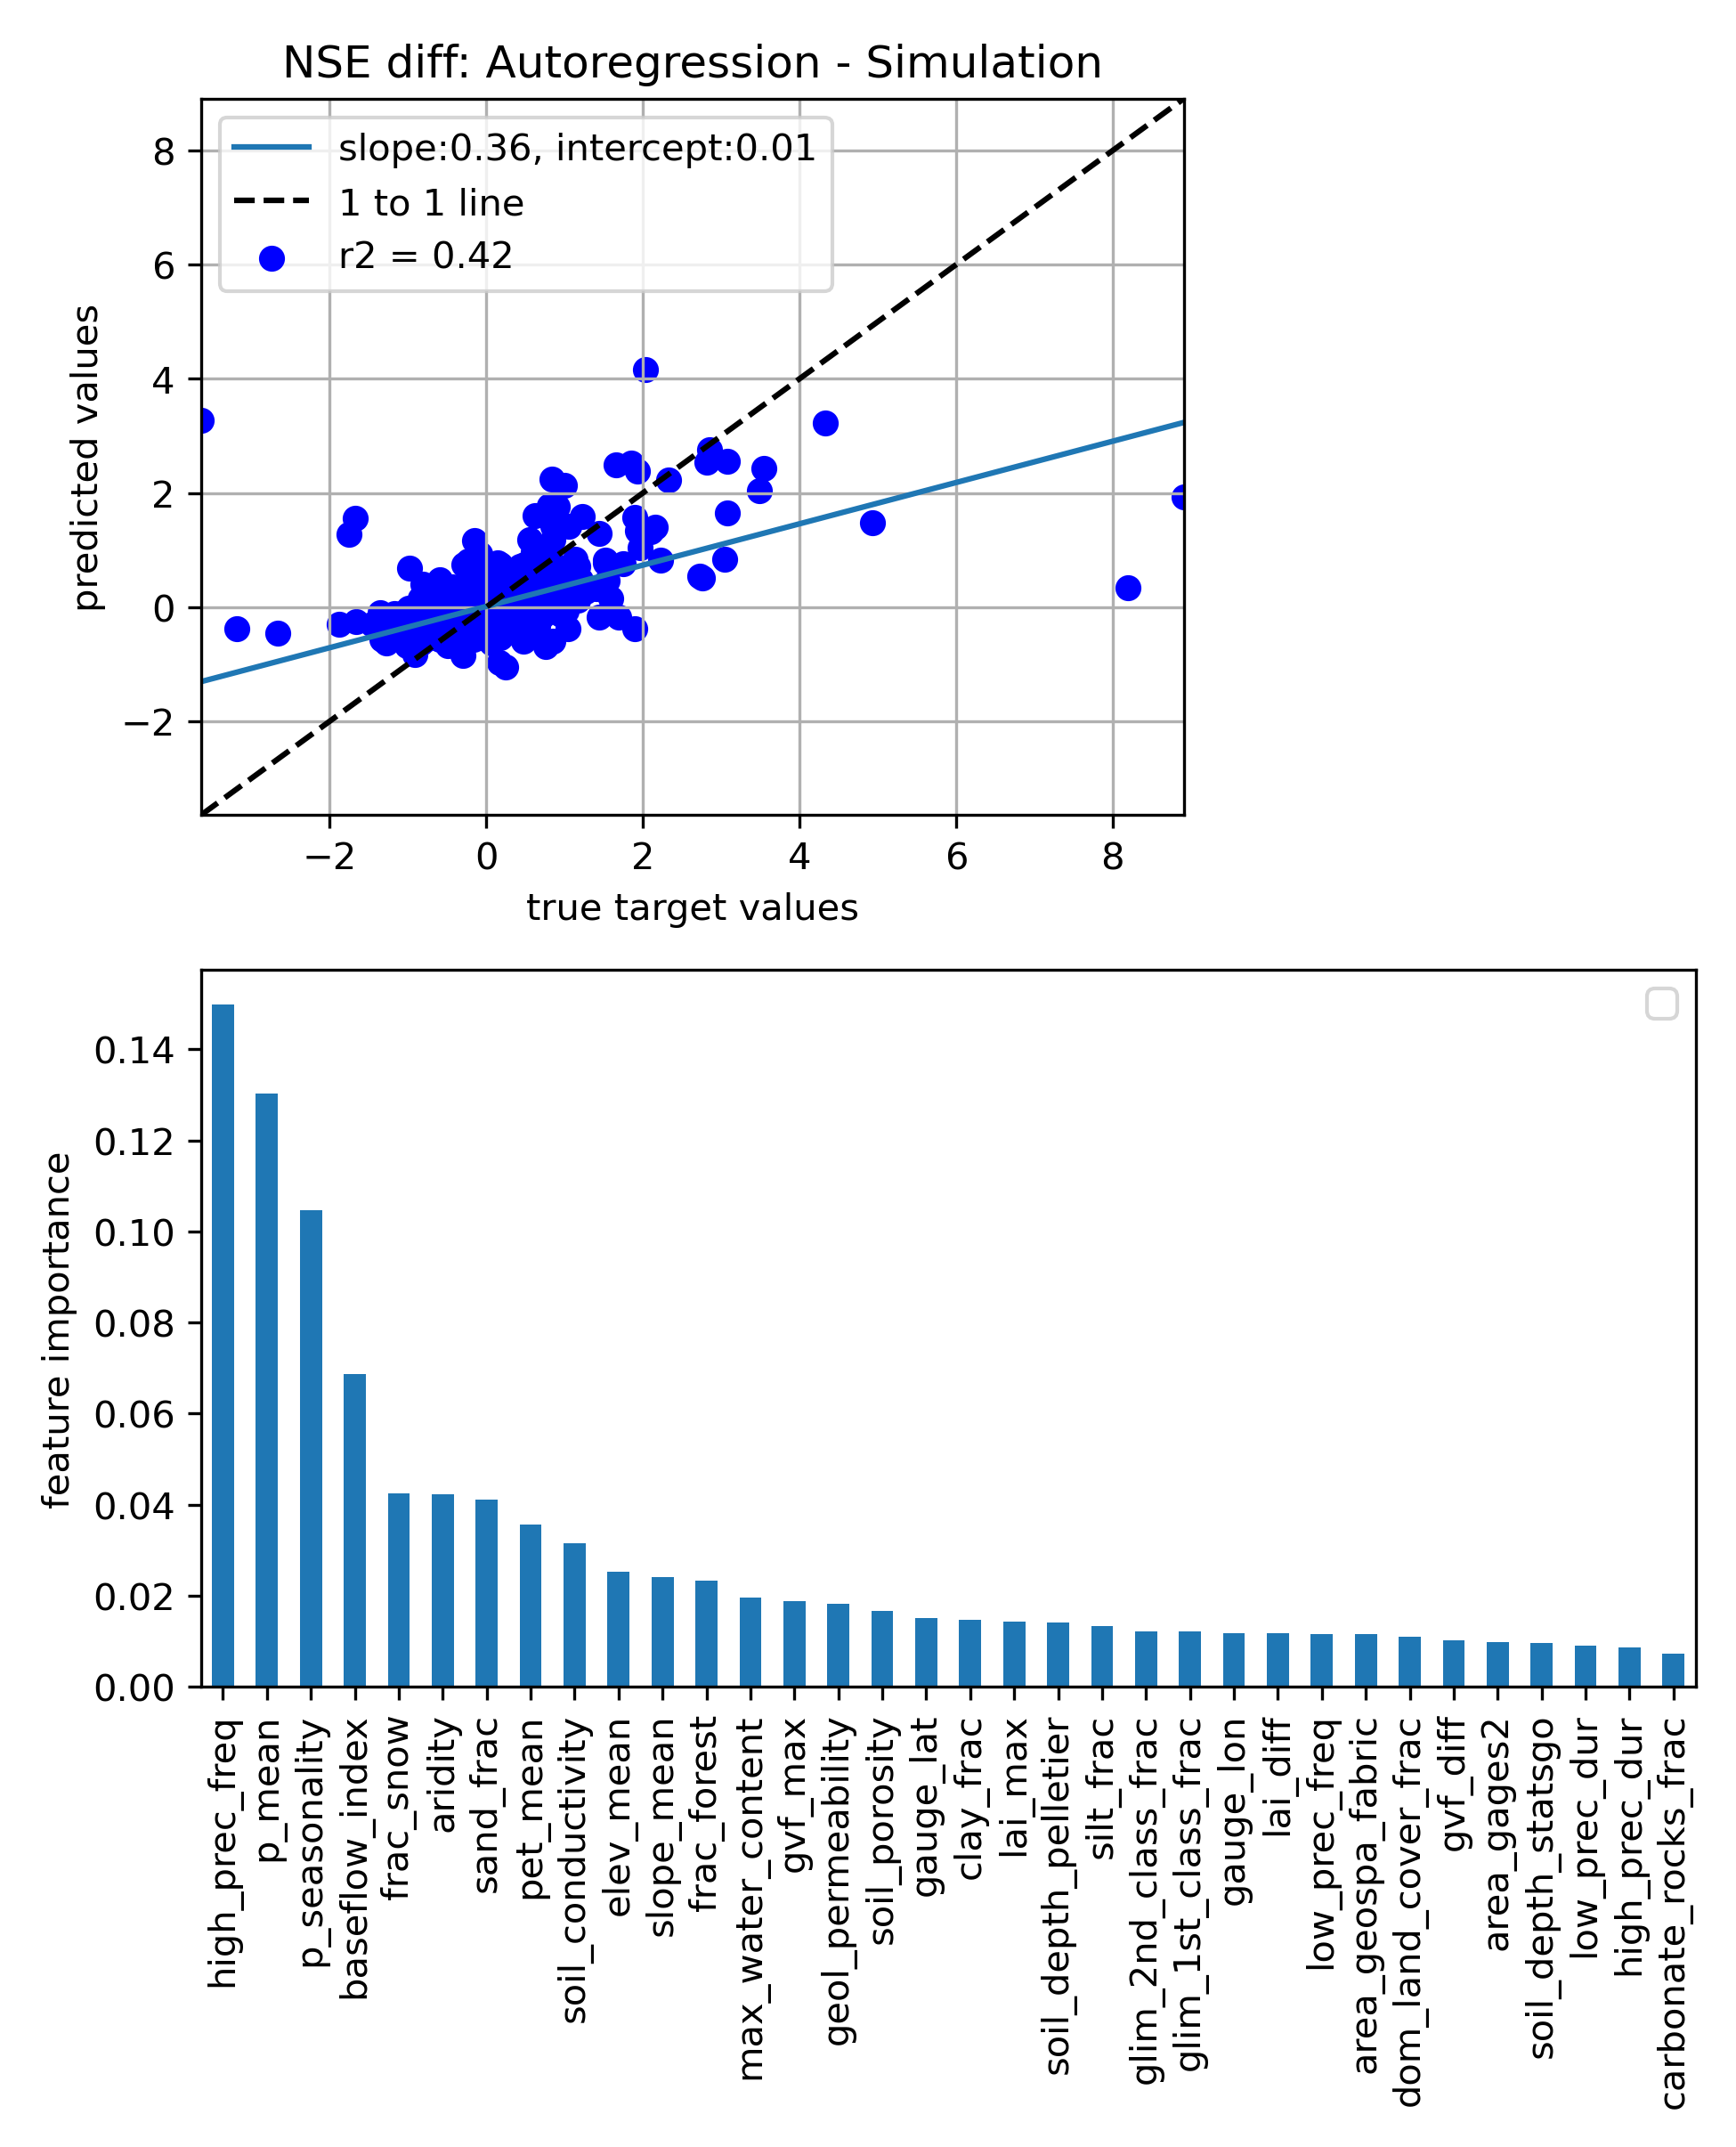 NSE diff: Autoregression - Simulation
slope:0.36, intercept:0.01
1 to 1 line
r2 = 0.42
predicted values
8
6
4
2
0
−2
−2 0 2 4 6 8
true target values
feature importance
0.14
0.12
0.10
0.08
0.06
0.04
0.02
0.00
high_prec_freq
p_mean
p_seasonality
baseflow_index
frac_snow
aridity
sand_frac
pet_mean
soil_conductivity
elev_mean
slope_mean
frac_forest
max_water_content
gvf_max
geol_permeability
soil_porosity
gauge_lat
clay_frac
lai_max
soil_depth_pelletier
silt_frac
glim_2nd_class_frac
glim_1st_class_frac
gauge_lon
lai_diff
low_prec_freq
area_geospa_fabric
dom_land_cover_frac
gvf_diff
area_gages2
soil_depth_statsgo
low_prec_dur
high_prec_dur
carbonate_rocks_frac